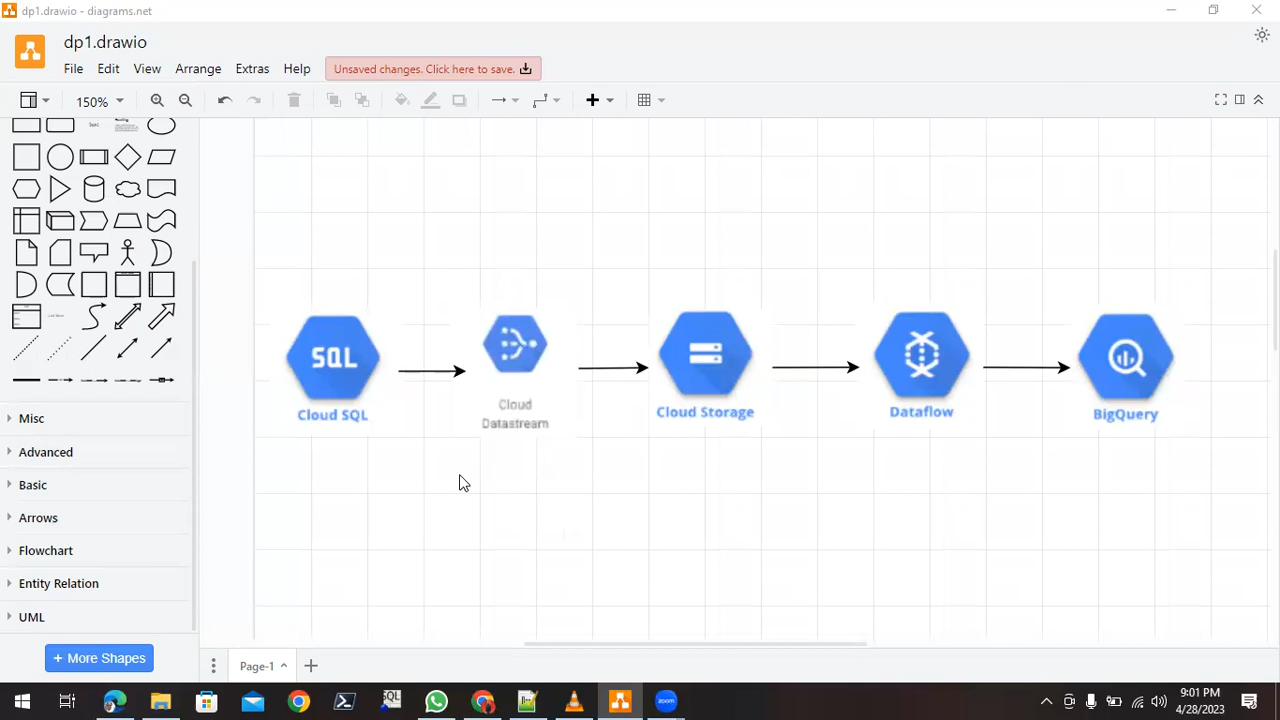 dp1.drawio - diagrams.net
dp1.drawio
File Edit View Arrange Extras Help
Unsaved changes. Click here to save.
150%
SQL
Cloud SQL
Cloud
Datastream
Cloud Storage
Dataflow
BigQuery
Misc
Advanced
Basic
Arrows
Flowchart
Entity Relation
UML
+ More Shapes
Page-1
SQL
zoom
9:01 PM
4/28/2023